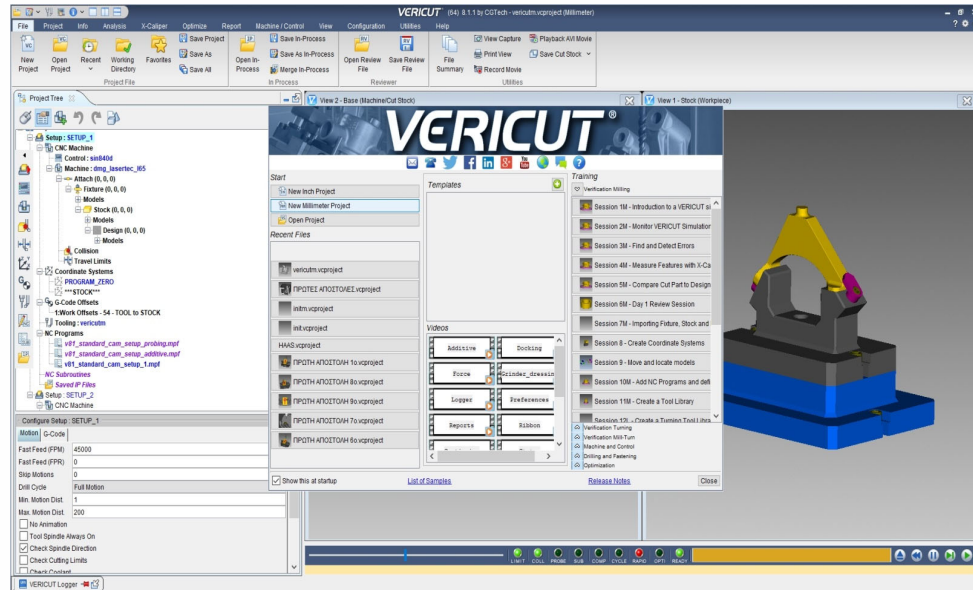 VERICUT (64) 8.1.1 by CGTech - vericutm.vcproject (Millimeter)
File Project Info Analysis X-Caliper Optimize Report Machine / Control View Configuration Utilities Help
New Project
Open Project
Recent
Working Directory
Favorites
Save Project
Save As
Save All
Project File
Open In-Process
Save In-Process
Save As In-Process
Merge In-Process
In Process
Open Review File
Save Review File
Reviewer
File Summary
View Capture
Print View
Record Movie
Playback AVI Movie
Save Cut Stock
Utilities
Project Tree
Setup : SETUP_1
CNC Machine
Control : sin840d
Machine : dmg_lasertec_l65
Attach (0, 0, 0)
Fixture (0, 0, 0)
Models
Stock (0, 0, 0)
Models
Design (0, 0, 0)
Models
Collision
Travel Limits
Coordinate Systems
PROGRAM_ZERO
***STOCK***
G-Code Offsets
1:Work Offsets - 54 - TOOL to STOCK
Tooling : vericutm
NC Programs
v81_standard_cam_setup_probing.mpf
v81_standard_cam_setup_additive.mpf
v81_standard_cam_setup_1.mpf
NC Subroutines
Saved IP Files
Setup : SETUP_2
CNC Machine
Configure Setup : SETUP_1
Motion G-Code
Fast Feed (FPM) 45000
Fast Feed (FPR) 0
Skip Motions 0
Drill Cycle Full Motion
Min. Motion Dist. 1
Max. Motion Dist. 200
No Animation
Tool Spindle Always On
Check Spindle Direction
Check Cutting Limits
Check Coolant
VERICUT Logger
View 2 - Base (Machine/Cut Stock)
View 1 - Stock (Workpiece)
VERICUT®
Start
New Inch Project
New Millimeter Project
Open Project
Recent Files
vericutm.vcproject
ΠΡΩΤΕΣ ΑΠΟΣΤΟΛΕΣ.vcproject
initm.vcproject
init.vcproject
HAAS.vcproject
ΠΡΩΤΗ ΑΠΟΣΤΟΛΗ 1o.vcproject
ΠΡΩΤΗ ΑΠΟΣΤΟΛΗ 8o.vcproject
ΠΡΩΤΗ ΑΠΟΣΤΟΛΗ 9o.vcproject
ΠΡΩΤΗ ΑΠΟΣΤΟΛΗ 7o.vcproject
ΠΡΩΤΗ ΑΠΟΣΤΟΛΗ 6o.vcproject
Show this at startup
Templates
Videos
Additive Docking
Force Grinder_dressin
Logger Preferences
Reports Ribbon
List of Samples
Training
Verification Milling
Session 1M - Introduction to a VERICUT si
Session 2M - Monitor VERICUT Simulation
Session 3M - Find and Detect Errors
Session 4M - Measure Features with X-Ca
Session 5M - Compare Cut Part to Design
Session 6M - Day 1 Review Session
Session 7M - Importing Fixture, Stock and
Session 8 - Create Coordinate Systems
Session 9 - Move and locate models
Session 10M - Add NC Programs and defi
Session 11M - Create a Tool Library
Session 12L - Create a Turning Tool Libra
Verification Turning
Verification Mill-Turn
Machine and Control
Drilling and Fastening
Optimization
Release Notes
Close
LIMIT COLL PROBE SUB COMP CYCLE RAPID OPTI READY